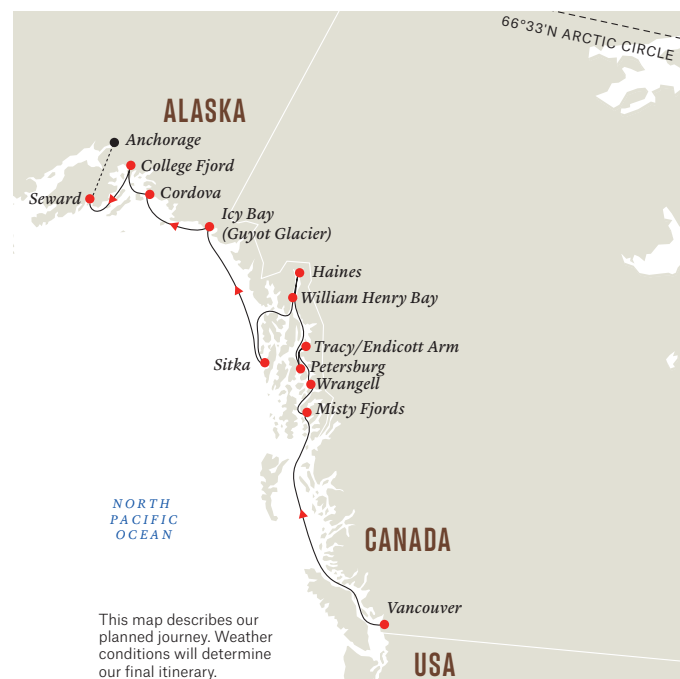 66°33'N ARCTIC CIRCLE
ALASKA
Anchorage
College Fjord
Seward
Cordova
Icy Bay
(Guyot Glacier)
Haines
William Henry Bay
Tracy/Endicott Arm
Sitka
Petersburg
Wrangell
Misty Fjords
NORTH
PACIFIC
OCEAN
CANADA
Vancouver
This map describes our
planned journey. Weather
conditions will determine
our final itinerary.
USA